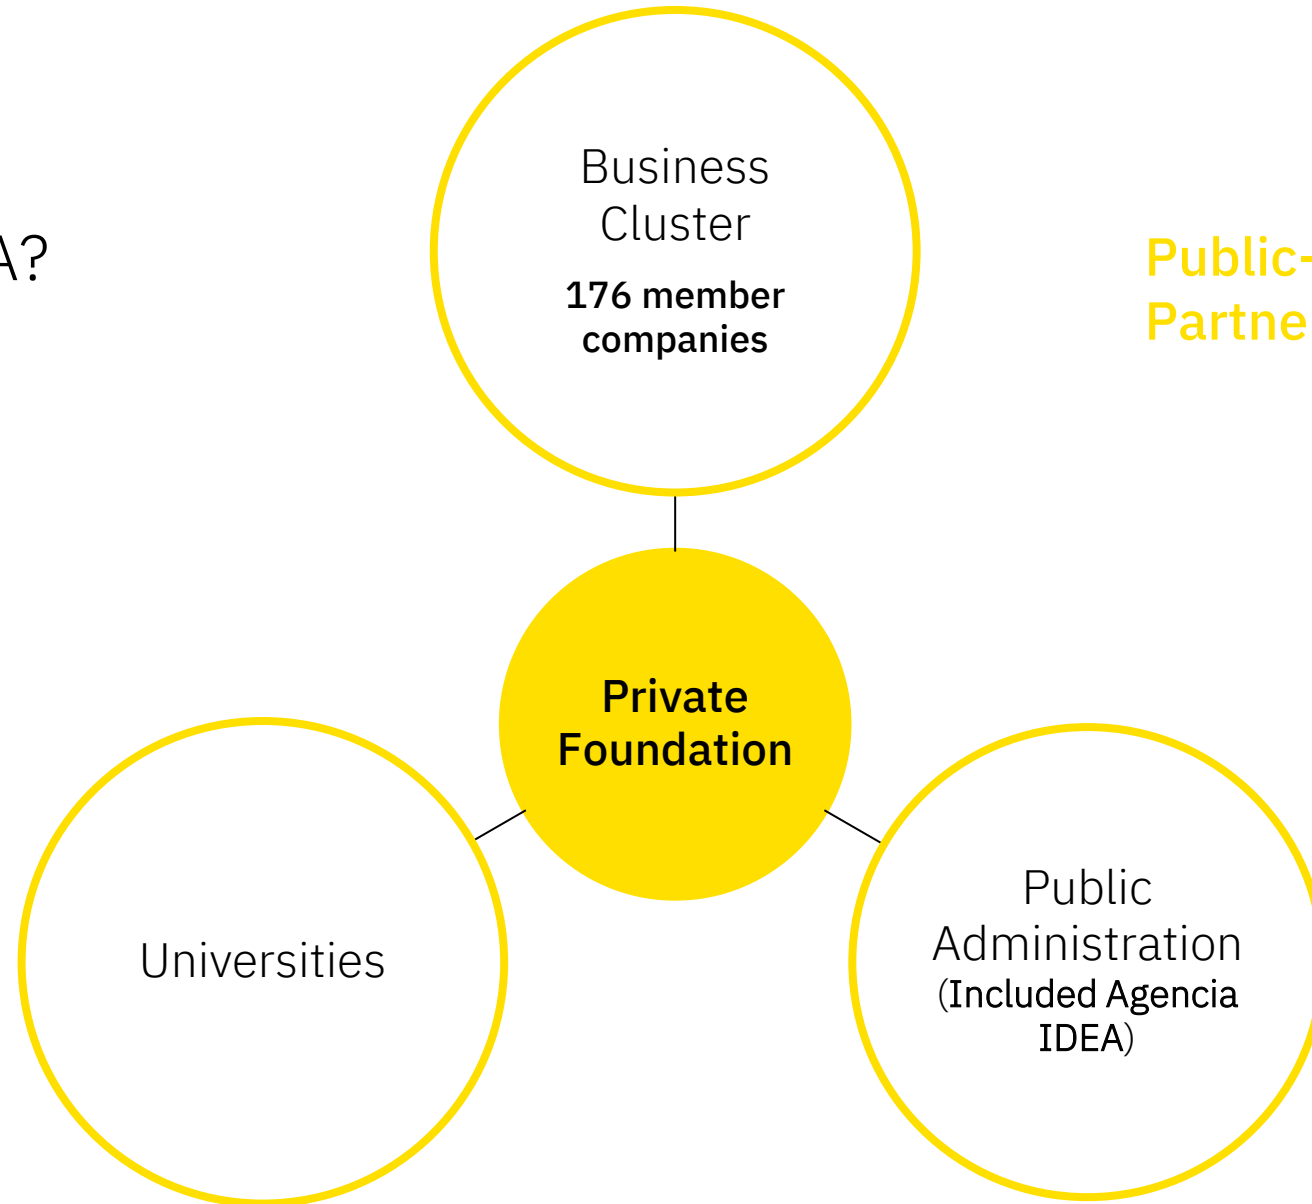 A?
Business
Cluster
176 member
companies
Public-
Partne
Private
Foundation
Universities
Public
Administration
(Included Agencia
IDEA)